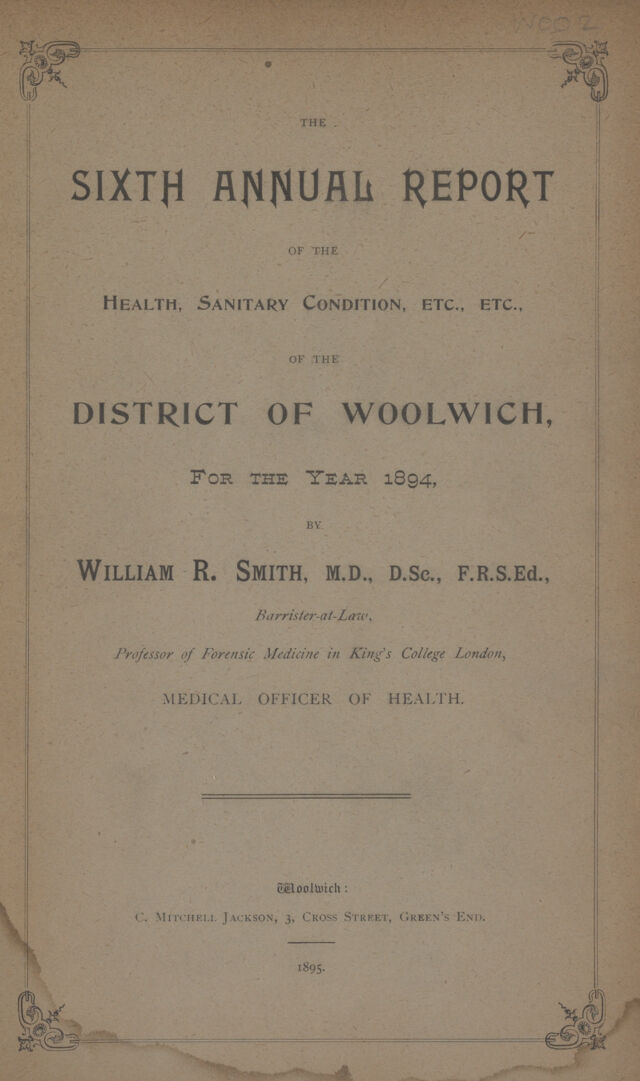 WOO 2
THE
SIXTH ANNUAL REPORT
OF THE
HEALTH, SANITARY CONDITION, ETC., ETC.,
OF THE
DISTRICT OF WOOLWICH,
FOR THE YEAR 1894,
BY
WILLIAM R. SMITH, M.D., D.Sc., F.R.S.Ed.,
Barrister-at-Law,
Professor of Forensic Medicine in King's College London,
MEDICAL OFFICER OF HEALTH.
Woolwich:
C. MITCHELL JACKSON, 3, CROSS STREET, GREEN'S END.
1895.